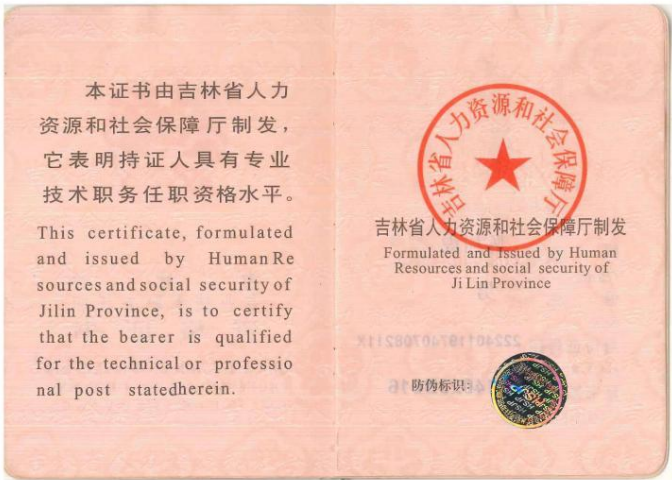 本证书由吉林省人力
资源和社会保障厅制发，
它表明持证人具有专业
技术职务任职资格水平。
This certificate, formulated
and issued by Human Re
sources and social security of
Jilin Province, is to certify
that the bearer is qualified
for the technical or professio
nal post statedherein.
吉林省人力资源和社会保障厅
吉林省人力资源和社会保障厅制发
Formulated and Issued by Human
Resources and social security of
Ji Lin Province
防伪标识: